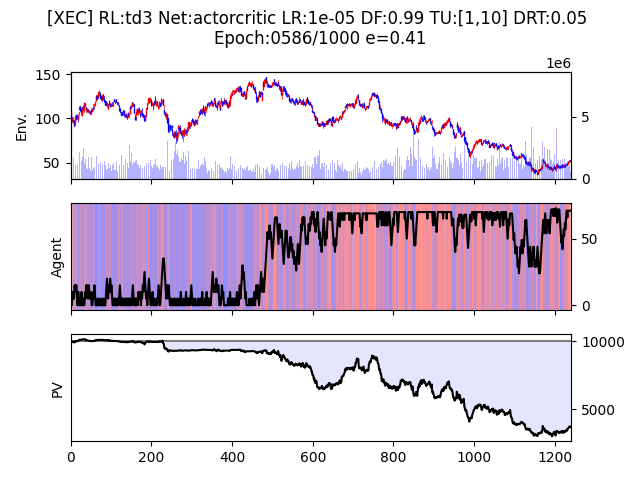 [XEC] RL:td3 Net:actorcritic LR:1e-05 DF:0.99 TU:[1,10] DRT:0.05
Epoch:0586/1000 e=0.41
1e6
150
100
50
Env.
5
0
Agent
50
0
PV
10000
5000
0 200 400 600 800 1000 1200